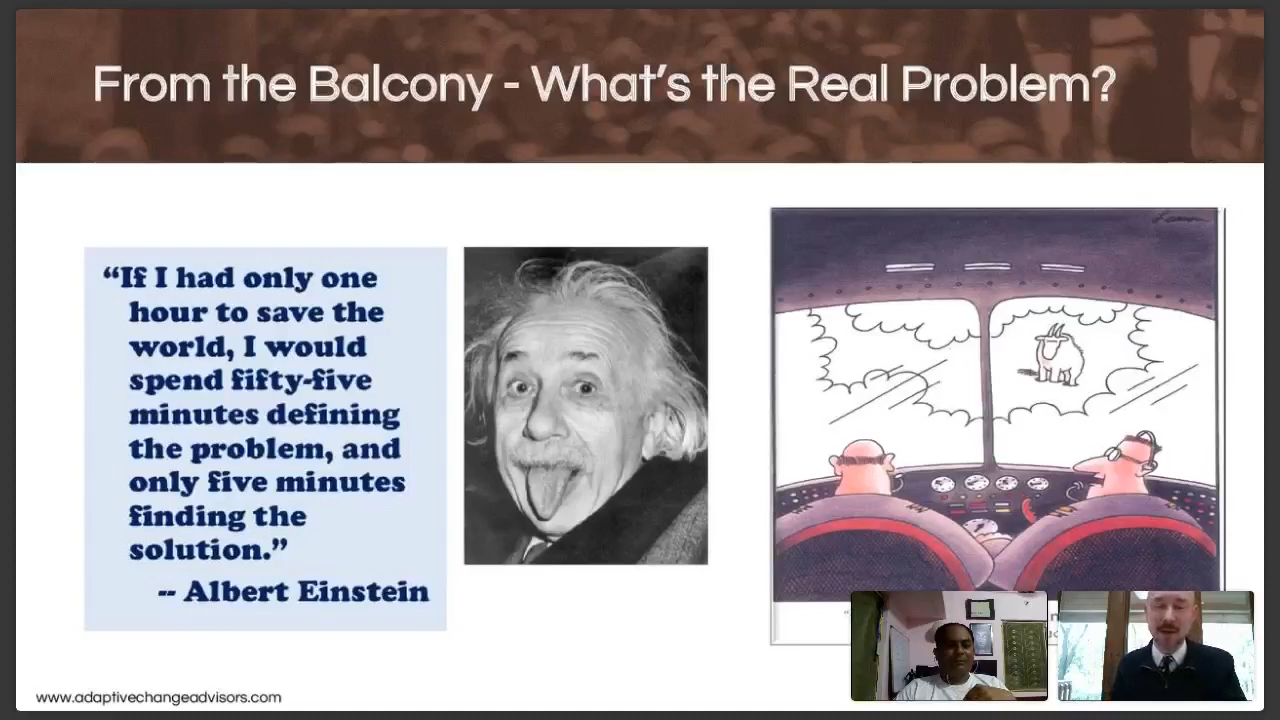 From the Balcony - What's the Real Problem?
“If I had only one
hour to save the
world, I would
spend fifty-five
minutes defining
the problem, and
only five minutes
finding the
solution.”
-- Albert Einstein
Larson
www.adaptivechangeadvisors.com